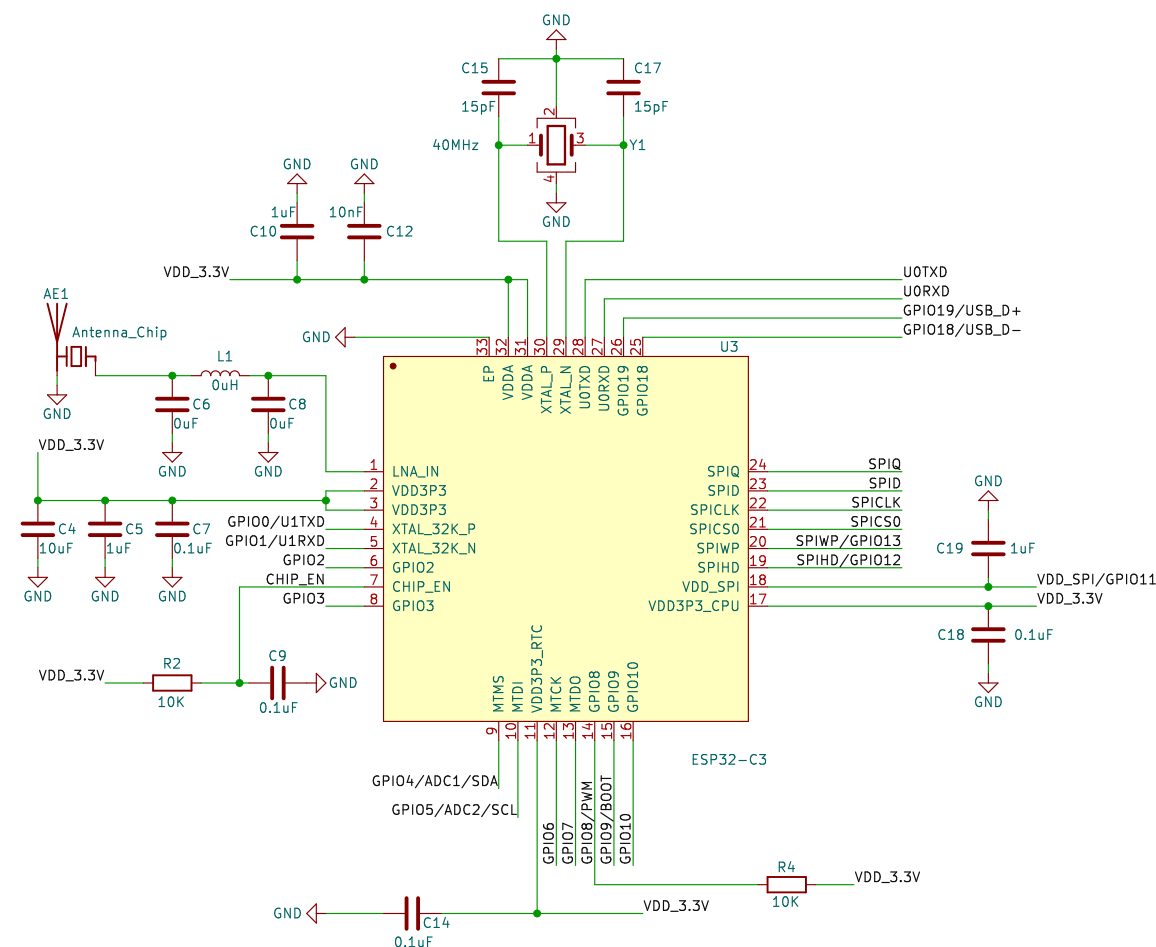 GND
C15
C17
15pF
15pF
2
40MHz
1
3
Y1
4
GND
GND
GND
1uF
10nF
C10
C12
VDD_3.3V
U0TXD
U0RXD
GPIO19/USB_D+
GPIO18/USB_D-
AE1
Antenna_Chip
GND
33
32
31
30
29
28
27
26
25
U3
EP
VDDA
VDDA
XTAL_P
XTAL_N
U0TXD
U0RXD
GPIO19
GPIO18
L1
0uH
C6
0uF
C8
0uF
GND
GND
GND
VDD_3.3V
1
LNA_IN
2
VDD3P3
3
VDD3P3
4
XTAL_32K_P
5
XTAL_32K_N
6
GPIO2
7
CHIP_EN
8
GPIO3
GPIO0/U1TXD
GPIO1/U1RXD
GPIO2
CHIP_EN
GPIO3
C4
10uF
C5
1uF
C7
0.1uF
GND
GND
GND
SPIQ
24
SPIQ
SPID
23
SPID
SPICLK
22
SPICLK
SPICS0
21
SPICS0
SPIWP
20
SPIWP/GPIO13
SPIHD
19
SPIHD/GPIO12
VDD_SPI
18
VDD_SPI/GPIO11
VDD3P3_CPU
17
VDD_3.3V
GND
C19
1uF
C18
0.1uF
GND
VDD_3.3V
R2
10K
C9
0.1uF
GND
MTMS
MTDI
VDD3P3_RTC
MTCK
MTDO
GPIO8
GPIO9
GPIO10
9
10
11
12
13
14
15
16
ESP32-C3
GPIO4/ADC1/SDA
GPIO5/ADC2/SCL
GPIO6
GPIO7
GPIO8/PWM
GPIO9/BOOT
GPIO10
R4
10K
VDD_3.3V
GND
C14
0.1uF
VDD_3.3V